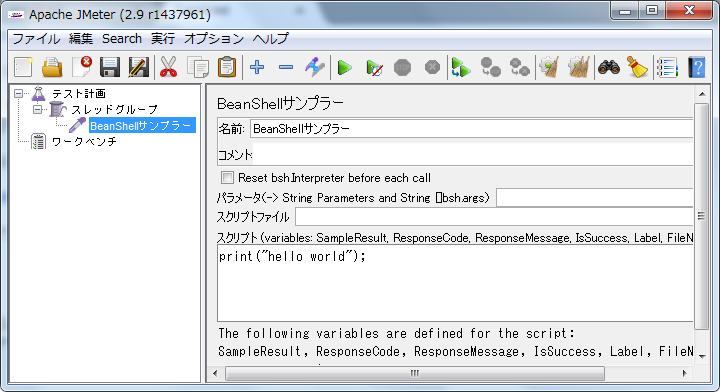 Apache JMeter (2.9 r1437961)
ファイル 編集 Search 実行 オプション ヘルプ
テスト計画
スレッドグループ
BeanShellサンプラー
ワークベンチ
BeanShellサンプラー
名前: BeanShellサンプラー
コメント:
Reset bsh.Interpreter before each call
パラメータ(-> String Parameters and String []bsh.args)
スクリプトファイル
スクリプト (variables: SampleResult, ResponseCode, ResponseMessage, IsSuccess, Label, FileN
print("hello world");
The following variables are defined for the script:
SampleResult, ResponseCode, ResponseMessage, IsSuccess, Label, FileN